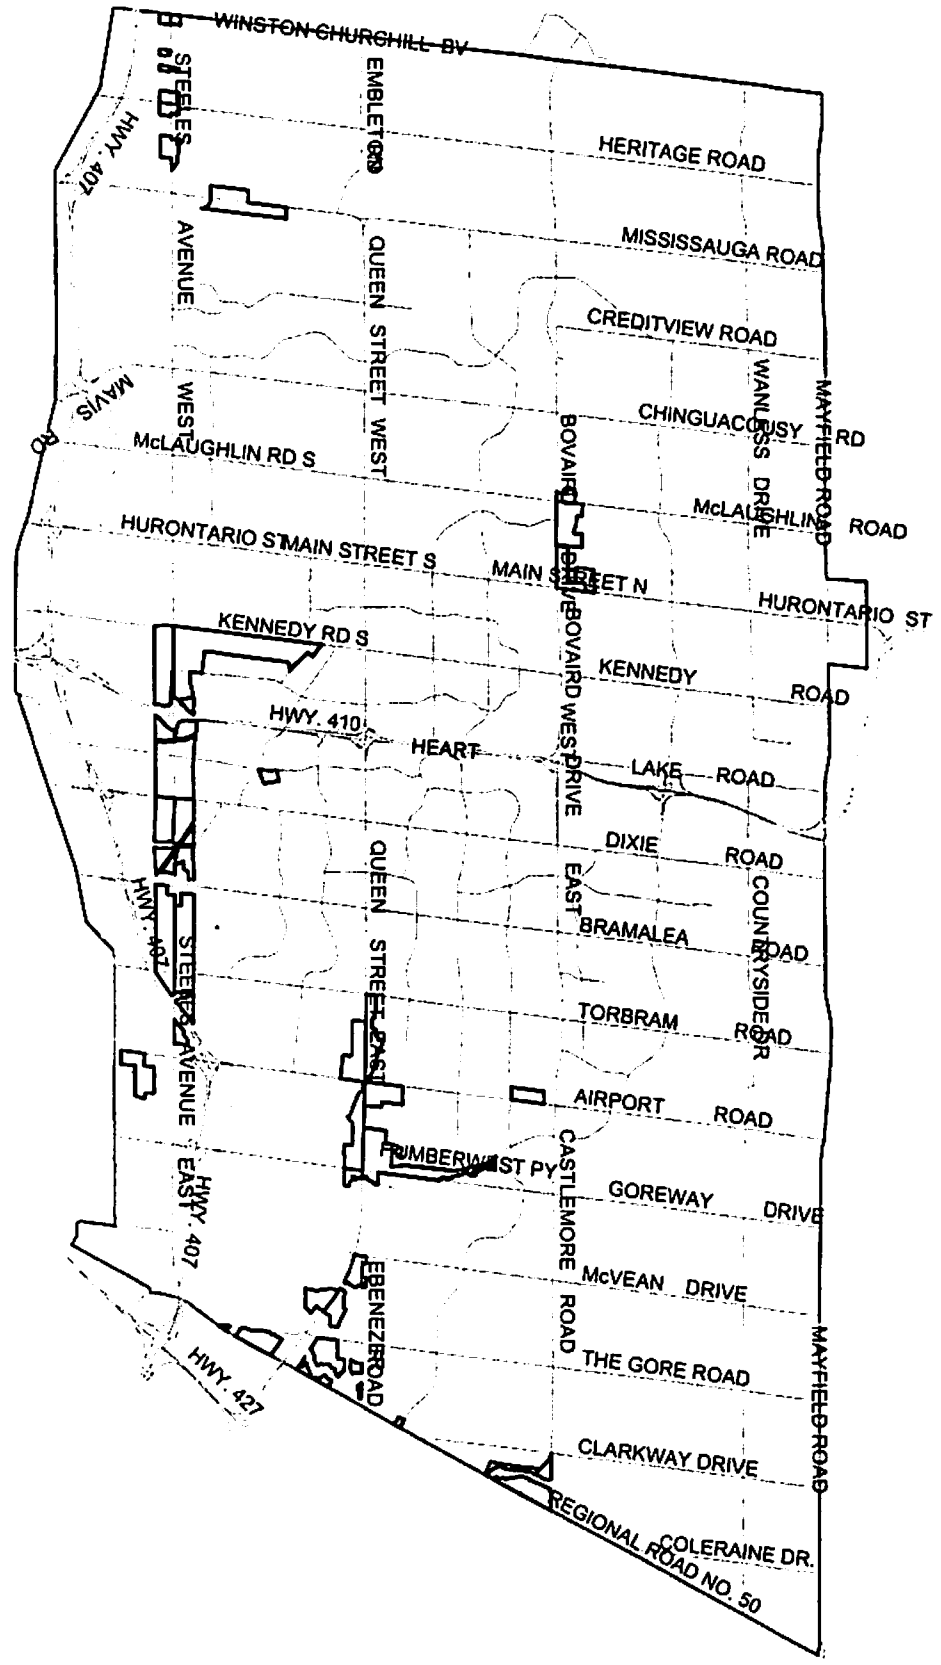 WINSTON CHURCHILL BV
STEELES
EMBLETON
HWY. 407
HERITAGE ROAD
MISSISSAUGA ROAD
AVENUE
QUEEN STREET WEST
CREDITVIEW ROAD
MAVIS
RD
WEST
WANLESS DRIVE
MAYFIELD ROAD
CHINGUACOUSY RD
McLAUGHLIN RD S
BOVAIRD DRIVE
McLAUGHLIN ROAD
HURONTARIO ST
MAIN STREET S
MAIN STREET N
HURONTARIO ST
KENNEDY RD S
BOVAIRD WEST
KENNEDY ROAD
HWY. 410
HEART LAKE ROAD
DRIVE EAST
DIXIE ROAD
QUEEN STREET EAST
HWY. 407
BRAMALEA ROAD
COUNTRYSIDE DR
STEELES AVENUE EAST
TORBRAM ROAD
AIRPORT ROAD
HUMBERWEST PY
CASTLEMORE ROAD
HWY. 407
GOREWAY DRIVE
EBENEZER ROAD
McVEAN DRIVE
HWY. 427
THE GORE ROAD
MAYFIELD ROAD
CLARKWAY DRIVE
REGIONAL ROAD NO. 50
COLERAINE DR.